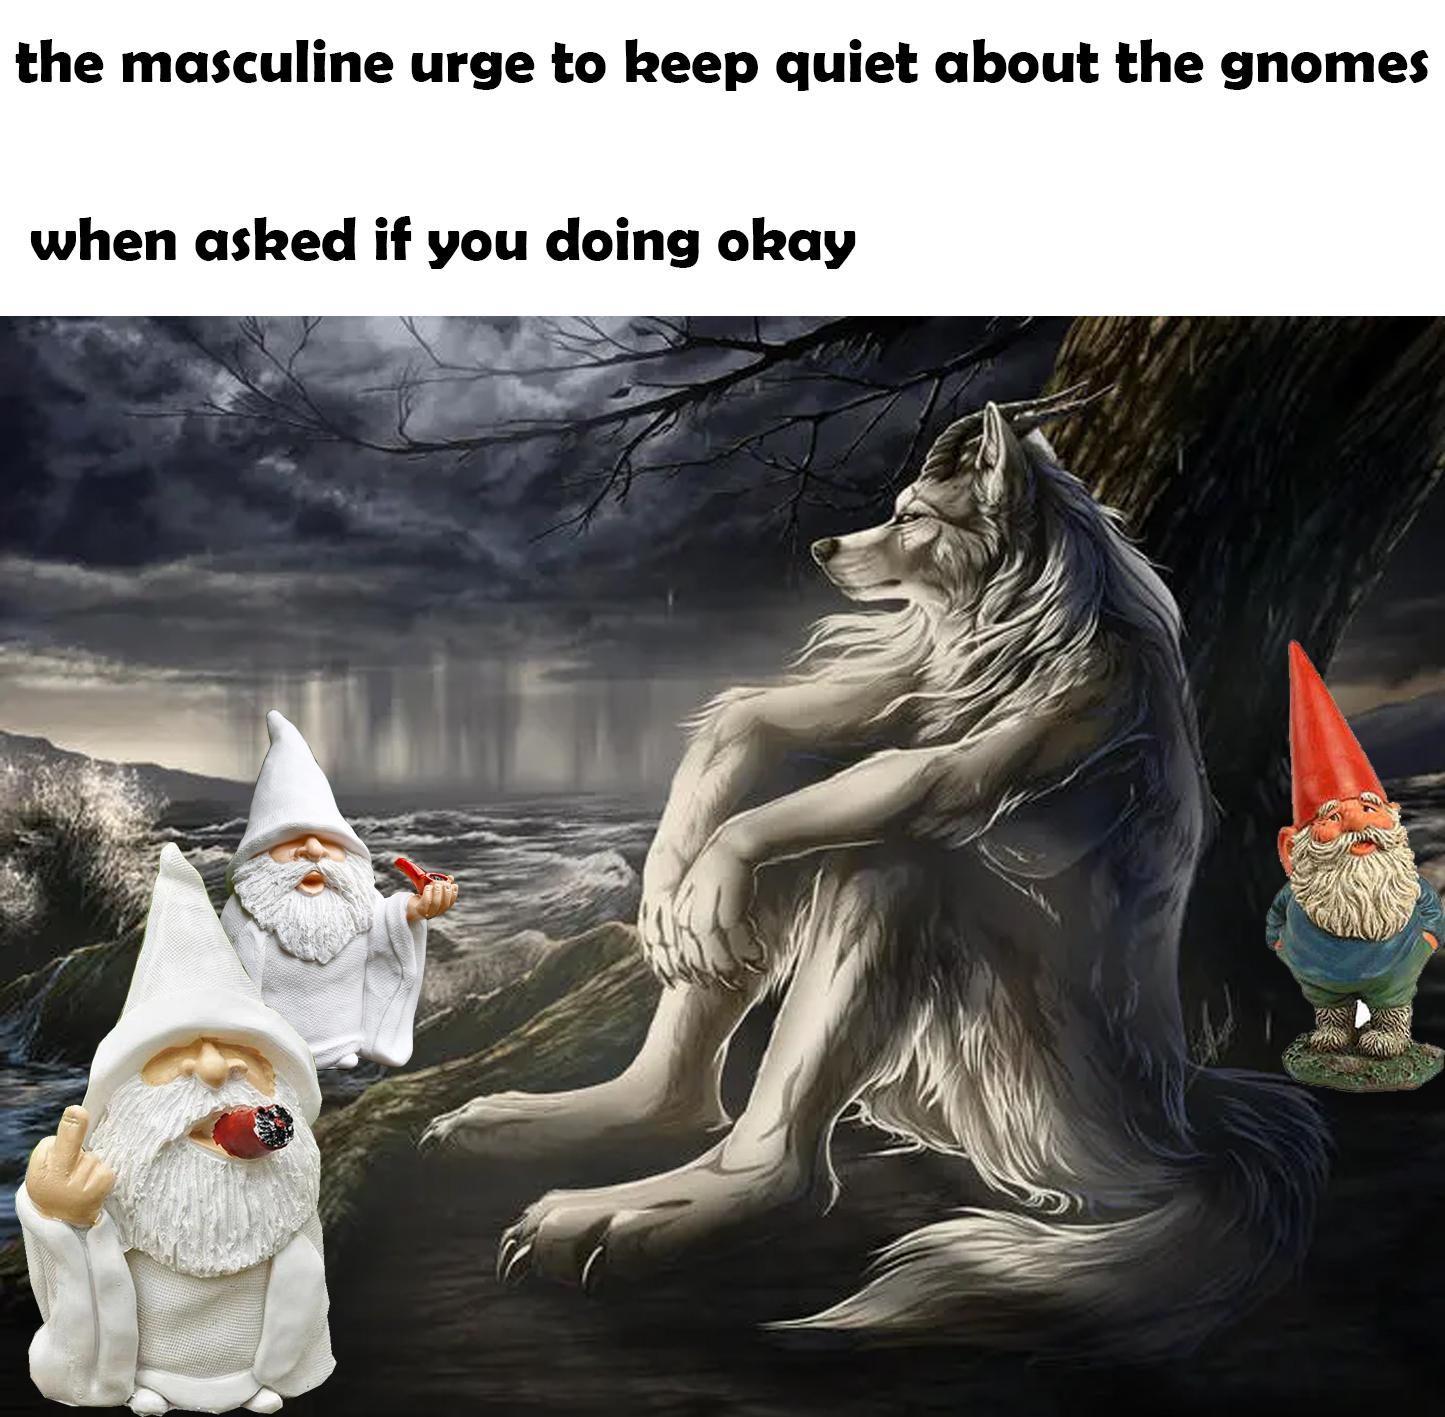 the masculine urge to keep quiet about the gnomes
when asked if you doing okay